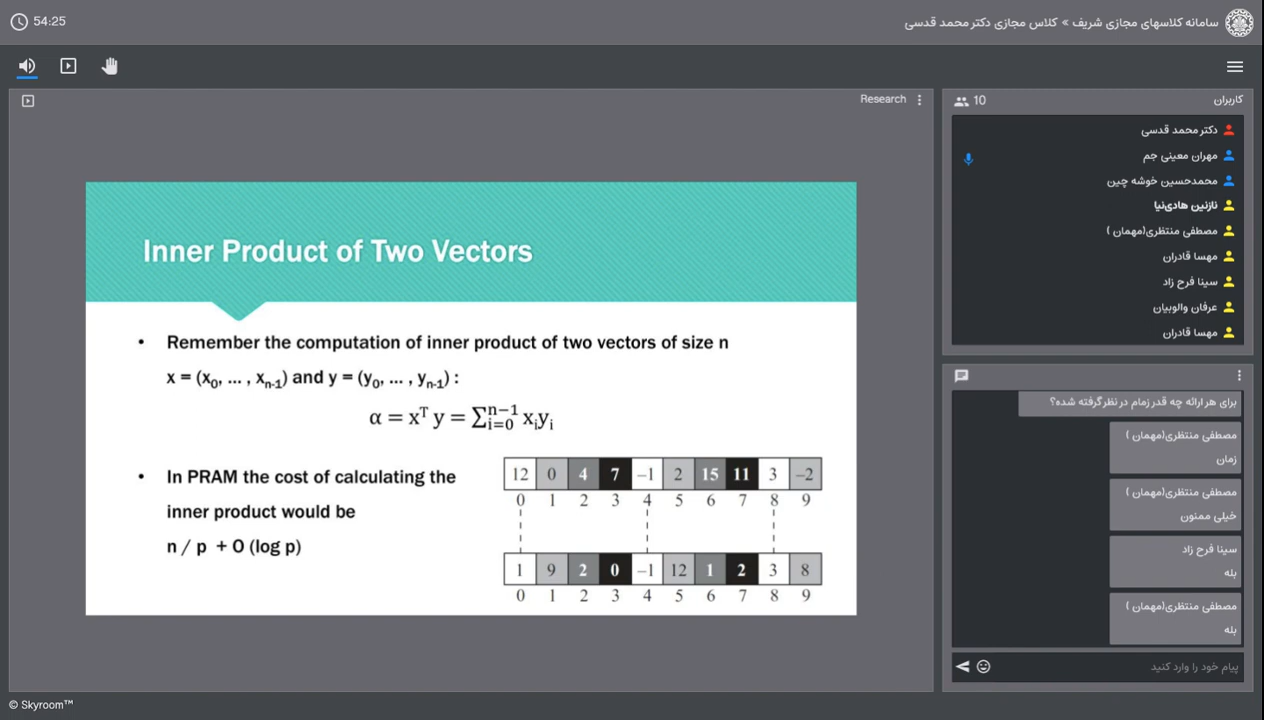 54:25
سامانه کلاسهای مجازی شریف » کلاس مجازی دکتر محمد قدسی
Research
Inner Product of Two Vectors
• Remember the computation of inner product of two vectors of size n
x = (x₀, ... , xₙ₋₁) and y = (y₀, ... , yₙ₋₁) :
α = xᵀ y = ∑ᵢ₌₀ⁿ⁻¹ xᵢyᵢ
• In PRAM the cost of calculating the
inner product would be
n / p + O (log p)
12 0 4 7 −1 2 15 11 3 −2
0 1 2 3 4 5 6 7 8 9
1 9 2 0 −1 12 1 2 3 8
0 1 2 3 4 5 6 7 8 9
کاربران
10
دکتر محمد قدسی
مهران معینی جم
محمدحسین خوشه چین
نازنین هادی‌نیا
مصطفی منتظری(مهمان )
مهسا قادران
سینا فرح زاد
عرفان والوبیان
مهسا قادران
برای هر ارائه چه قدر زمام در نظر گرفته شده؟
مصطفی منتظری(مهمان )
زمان
مصطفی منتظری(مهمان )
خیلی ممنون
سینا فرح زاد
بله
مصطفی منتظری(مهمان )
بله
پیام خود را وارد کنید
© Skyroom™